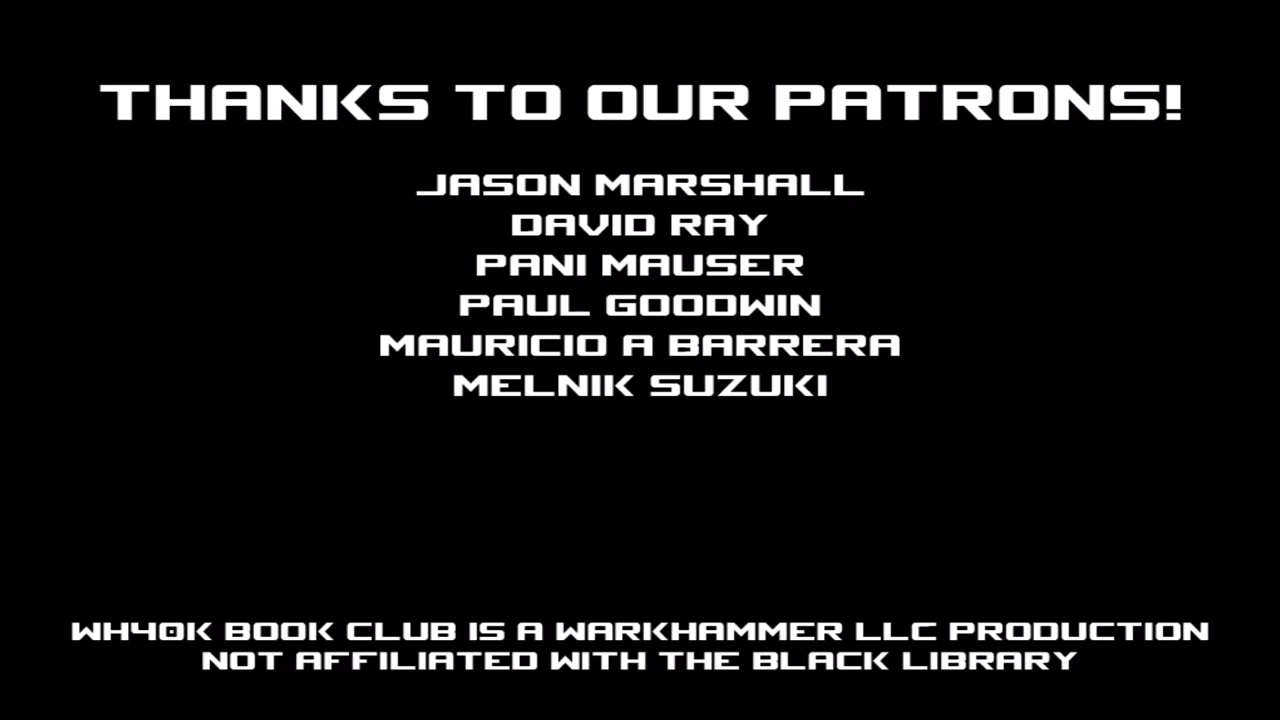 THANKS TO OUR PATRONS!
JASON MARSHALL
DAVID RAY
PANI MAUSER
PAUL GOODWIN
MAURICIO A BARRERA
MELNIK SUZUKI
WH40K BOOK CLUB IS A WARKHAMMER LLC PRODUCTION
NOT AFFILIATED WITH THE BLACK LIBRARY